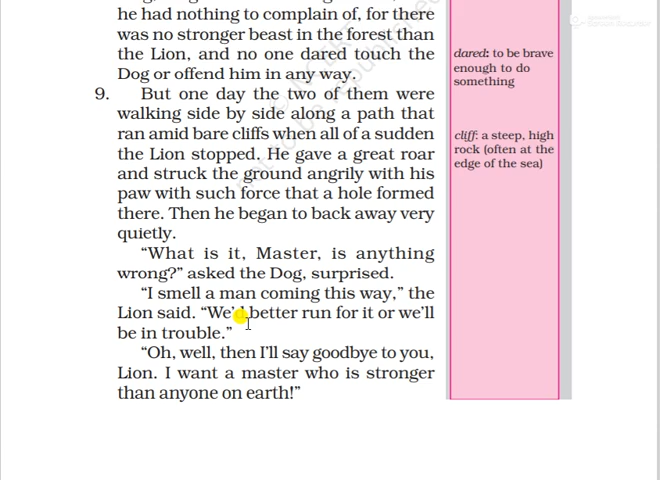 he had nothing to complain of, for there
was no stronger beast in the forest than
the Lion, and no one dared touch the
Dog or offend him in any way.
9. But one day the two of them were
walking side by side along a path that
ran amid bare cliffs when all of a sudden
the Lion stopped. He gave a great roar
and struck the ground angrily with his
paw with such force that a hole formed
there. Then he began to back away very
quietly.
“What is it, Master, is anything
wrong?” asked the Dog, surprised.
“I smell a man coming this way,” the
Lion said. “We’d better run for it or we’ll
be in trouble.”
“Oh, well, then I’ll say goodbye to you,
Lion. I want a master who is stronger
than anyone on earth!”
dared: to be brave
enough to do
something
cliff: a steep, high
rock (often at the
edge of the sea)